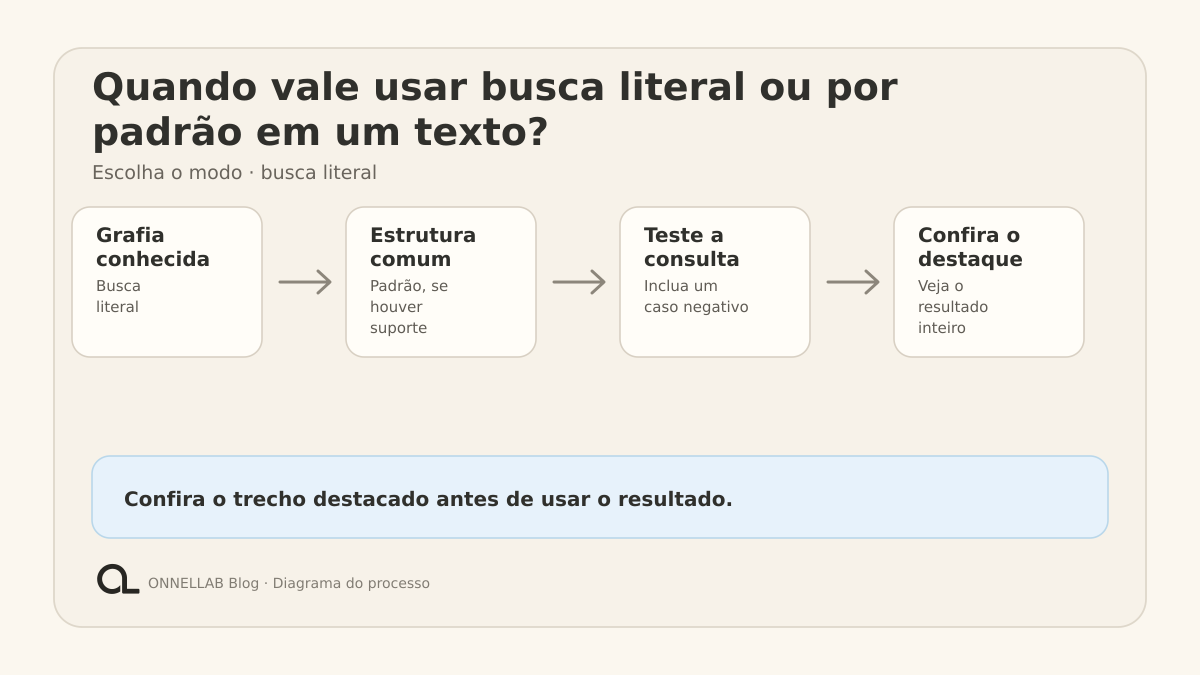 Quando vale usar busca literal ou por
padrão em um texto?
Escolha o modo · busca literal
Grafia
conhecida
Busca
literal
Estrutura
comum
Padrão, se
houver
suporte
Teste a
consulta
Inclua um
caso negativo
Confira o
destaque
Veja o
resultado
inteiro
Confira o trecho destacado antes de usar o resultado.
ONNELLAB Blog · Diagrama do processo